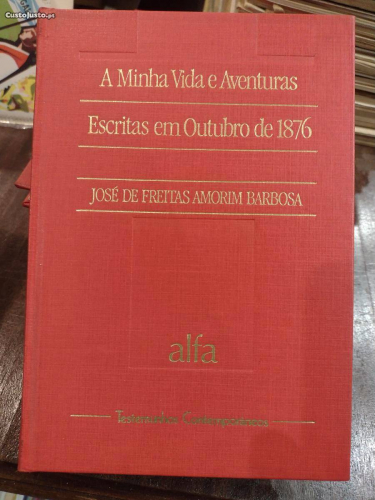 CustoJusto.pt
A Minha Vida e Aventuras
Escritas em Outubro de 1876
JOSÉ DE FREITAS AMORIM BARBOSA
alfa
Testemunhos Contemporâneos